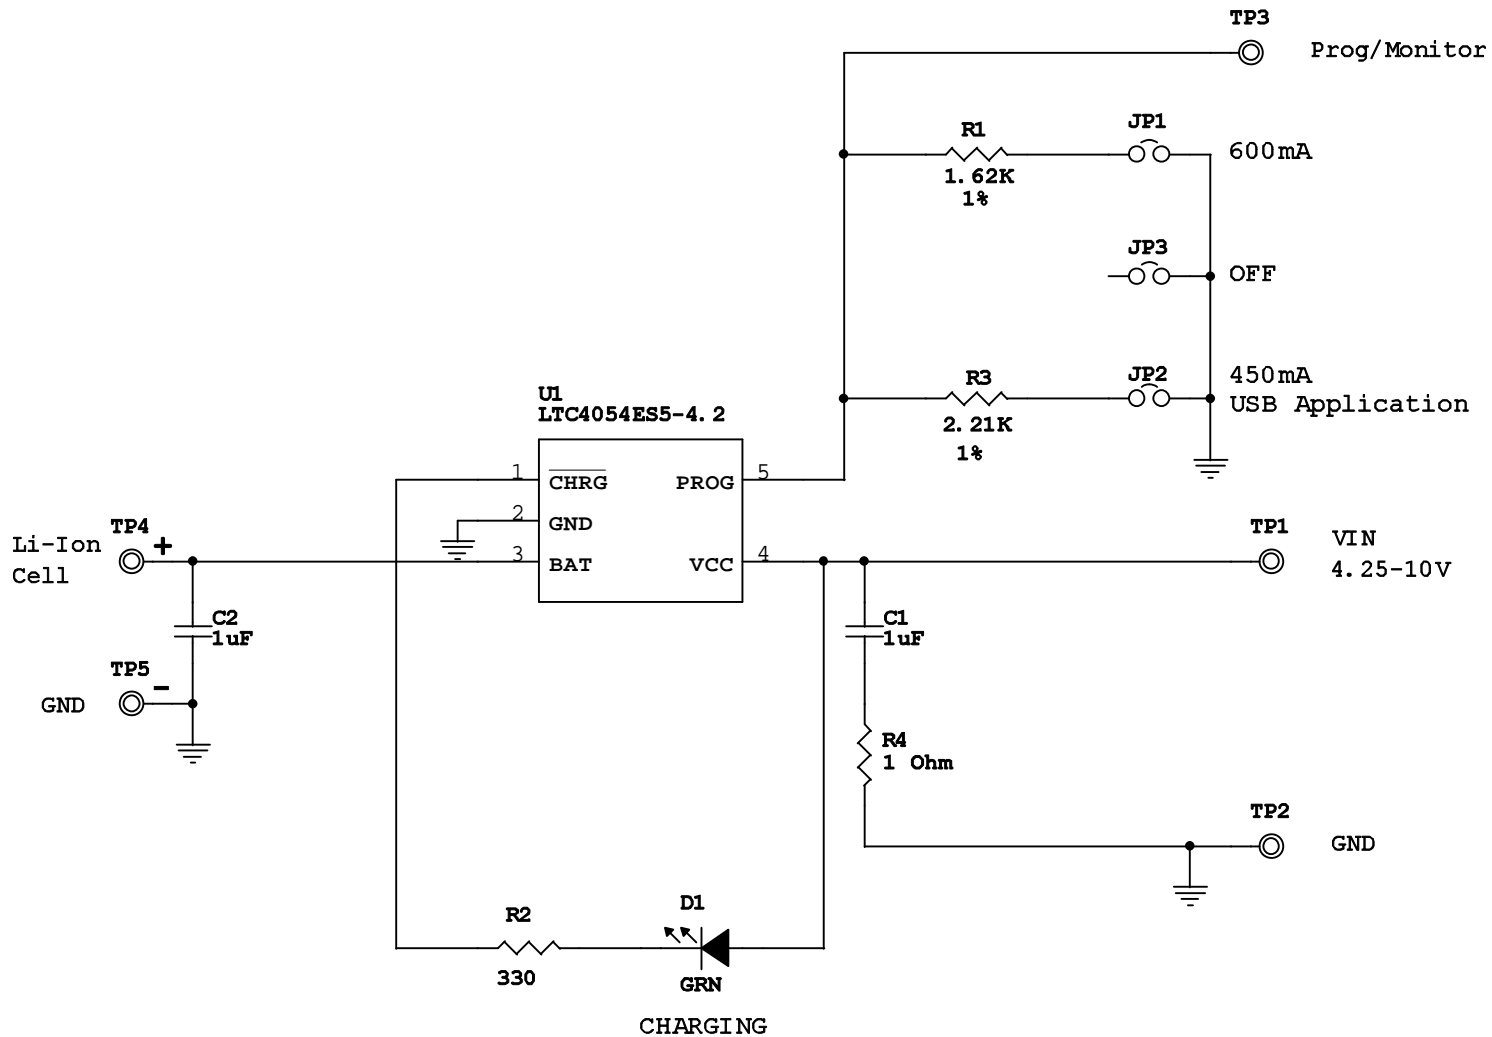 TP3
Prog/Monitor
R1
1.62K
1%
JP1
600mA
JP3
OFF
R3
2.21K
1%
JP2
450mA
USB Application
U1
LTC4054ES5-4.2
1
CHRG
PROG
5
2
GND
3
BAT
VCC
4
TP4
+
Li-Ion
Cell
TP1
VIN
4.25-10V
C2
1uF
C1
1uF
TP5
-
GND
R4
1 Ohm
TP2
GND
R2
330
D1
GRN
CHARGING